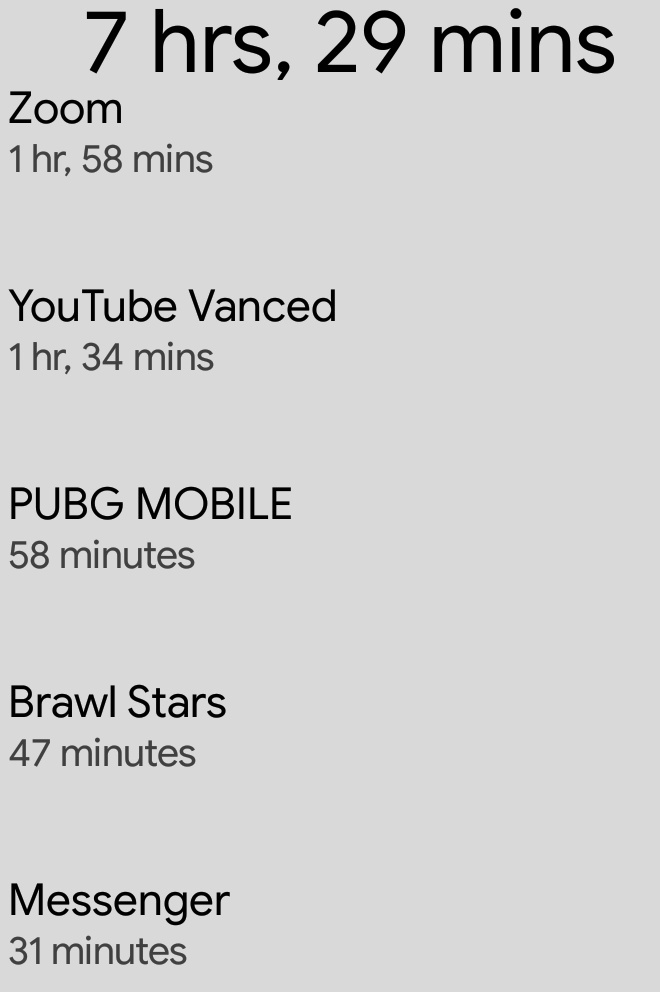 7 hrs, 29 mins
Zoom
1 hr, 58 mins
YouTube Vanced
1 hr, 34 mins
PUBG MOBILE
58 minutes
Brawl Stars
47 minutes
Messenger
31 minutes